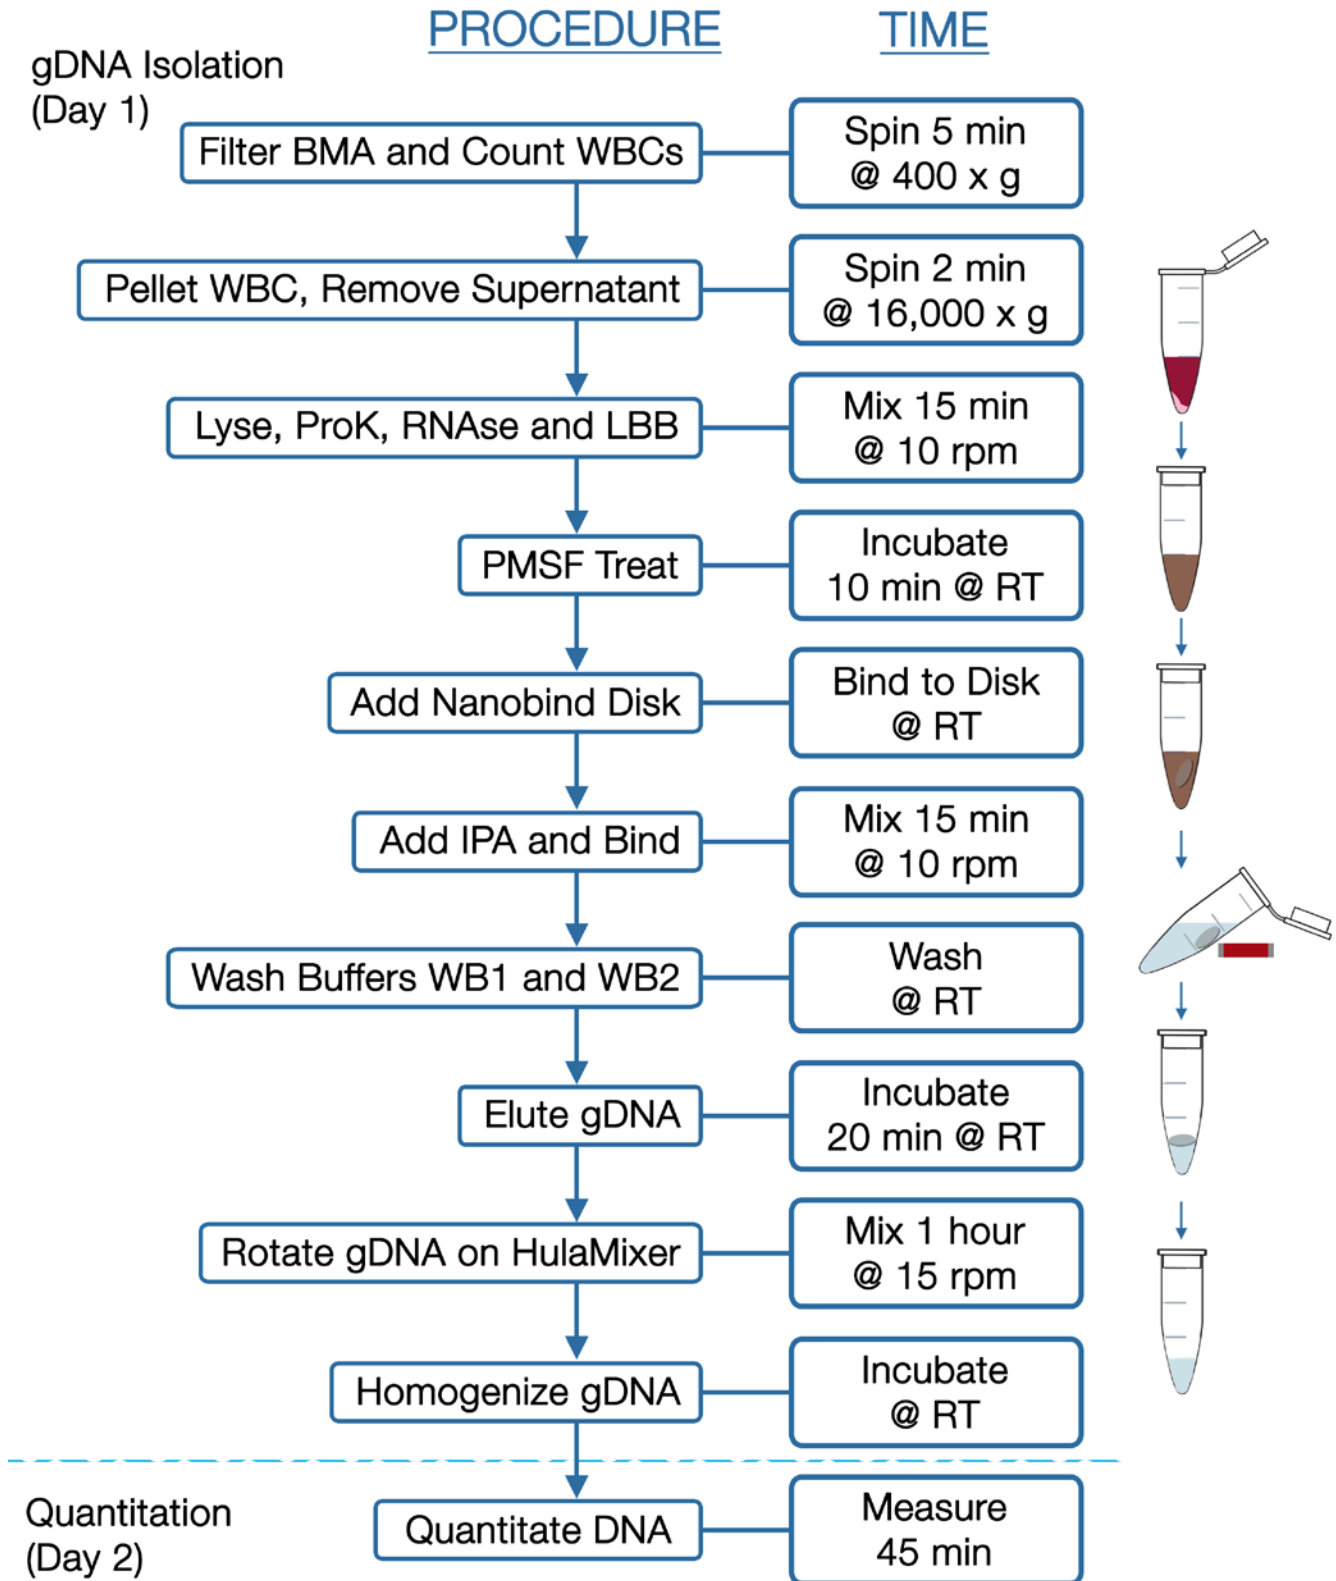 PROCEDURE TIME
gDNA Isolation
(Day 1)
Filter BMA and Count WBCs
Spin 5 min
@ 400 x g
Pellet WBC, Remove Supernatant
Spin 2 min
@ 16,000 x g
Lyse, ProK, RNAse and LBB
Mix 15 min
@ 10 rpm
PMSF Treat
Incubate
10 min @ RT
Add Nanobind Disk
Bind to Disk
@ RT
Add IPA and Bind
Mix 15 min
@ 10 rpm
Wash Buffers WB1 and WB2
Wash
@ RT
Elute gDNA
Incubate
20 min @ RT
Rotate gDNA on HulaMixer
Mix 1 hour
@ 15 rpm
Homogenize gDNA
Incubate
@ RT
Quantitation
(Day 2)
Quantitate DNA
Measure
45 min